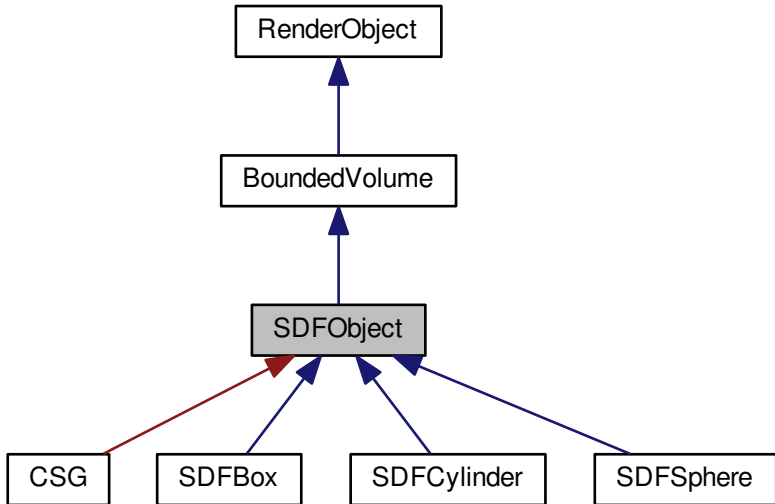 RenderObject
BoundedVolume
SDFObject
CSG
SDFBox
SDFCylinder
SDFSphere